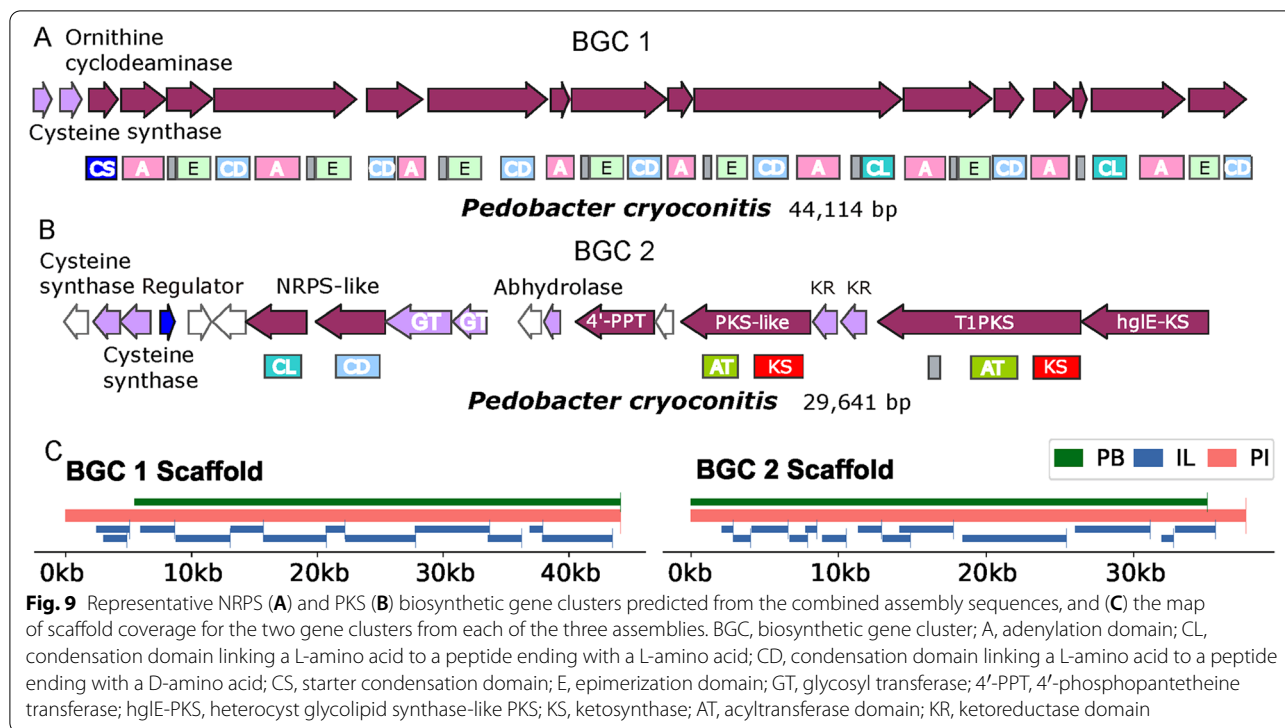 A Ornithine BGC 1
cyclodeaminase
Cysteine synthase
CS A E CD A E CD A E CD A E CD A E CD A CL A E CD A CL A E CD
Pedobacter cryoconitis 44,114 bp
B BGC 2
Cysteine
synthase Regulator NRPS-like Abhydrolase KR KR
GT GT 4'-PPT PKS-like T1PKS hglE-KS
Cysteine
synthase
CL CD AT KS AT KS
Pedobacter cryoconitis 29,641 bp
C PB IL PI
BGC 1 Scaffold BGC 2 Scaffold
0kb 10kb 20kb 30kb 40kb 0kb 10kb 20kb 30kb
Fig. 9 Representative NRPS (A) and PKS (B) biosynthetic gene clusters predicted from the combined assembly sequences, and (C) the map
of scaffold coverage for the two gene clusters from each of the three assemblies. BGC, biosynthetic gene cluster; A, adenylation domain; CL,
condensation domain linking a L-amino acid to a peptide ending with a L-amino acid; CD, condensation domain linking a L-amino acid to a peptide
ending with a D-amino acid; CS, starter condensation domain; E, epimerization domain; GT, glycosyl transferase; 4′-PPT, 4′-phosphopantetheine
transferase; hglE-PKS, heterocyst glycolipid synthase-like PKS; KS, ketosynthase; AT, acyltransferase domain; KR, ketoreductase domain